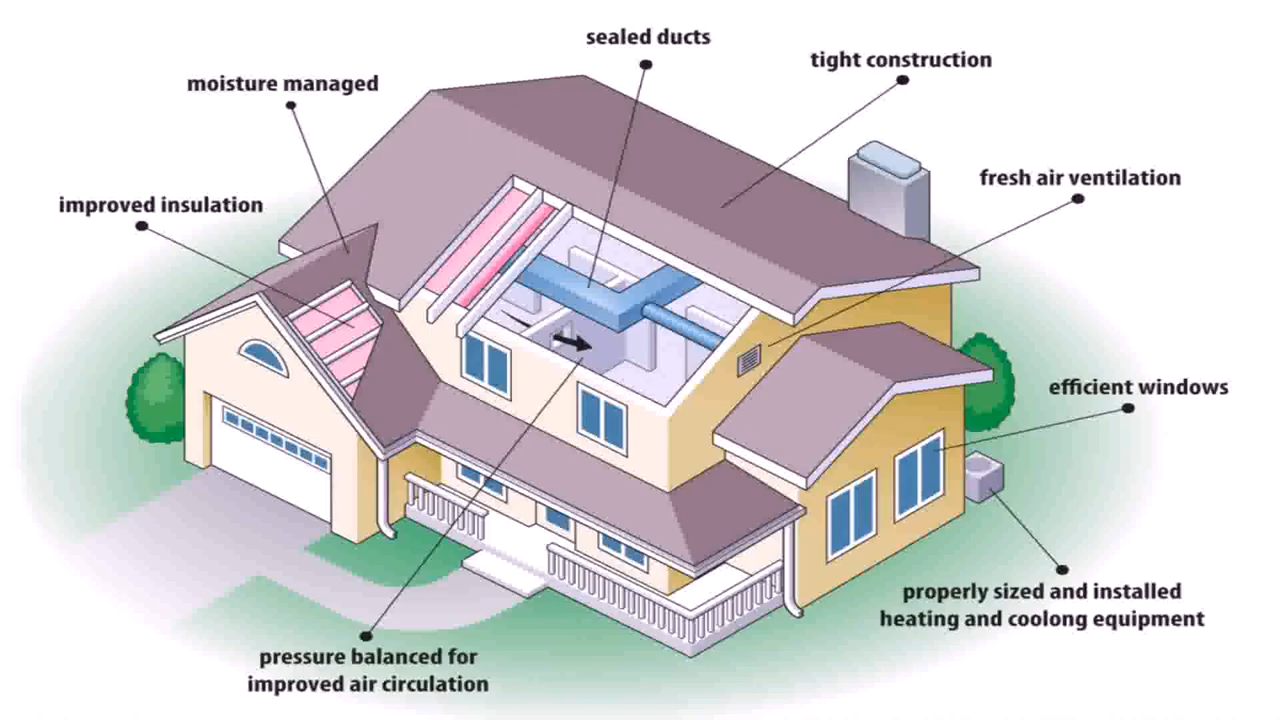 sealed ducts
tight construction
moisture managed
fresh air ventilation
improved insulation
efficient windows
properly sized and installed
heating and coolong equipment
pressure balanced for
improved air circulation